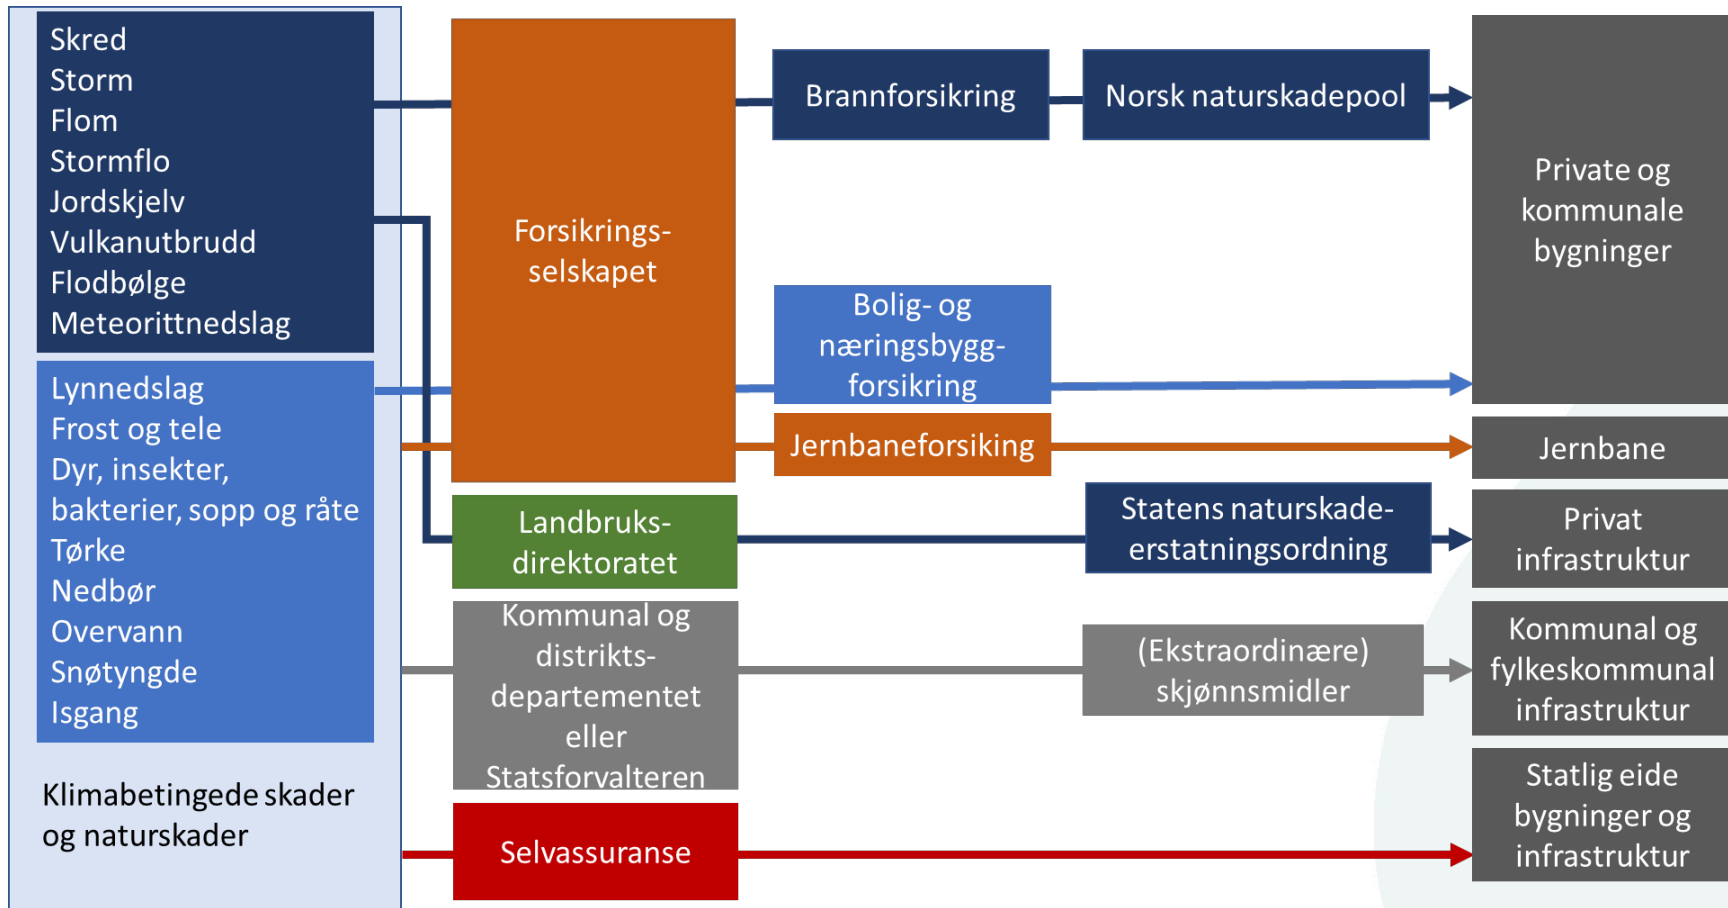 Skred
Storm
Flom
Stormflo
Jordskjelv
Vulkanutbrudd
Flodbølge
Meteorittnedslag
Lynnedslag
Frost og tele
Dyr, insekter,
bakterier, sopp og råte
Tørke
Nedbør
Overvann
Snøtyngde
Isgang
Klimabetingede skader
og naturskader
Forsikrings-
selskapet
Landbruks-
direktoratet
Kommunal og
distrikts-
departementet
eller
Statsforvalteren
Selvassuranse
Brannforsikring
Norsk naturskadepool
Bolig- og
næringsbygg-
forsikring
Jernbaneforsiking
Statens naturskade-
erstatningsordning
(Ekstraordinære)
skjønnsmidler
Private og
kommunale
bygninger
Jernbane
Privat
infrastruktur
Kommunal og
fylkeskommunal
infrastruktur
Statlig eide
bygninger og
infrastruktur